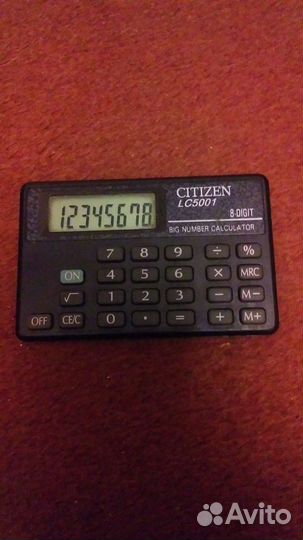 CITIZEN
LC5001
8-DIGIT
12345678
BIG NUMBER CALCULATOR
7 8 9 ÷ %
ON 4 5 6 × MRC
√ 1 2 3 − M−
OFF CE/C 0 · = + M+
Avito